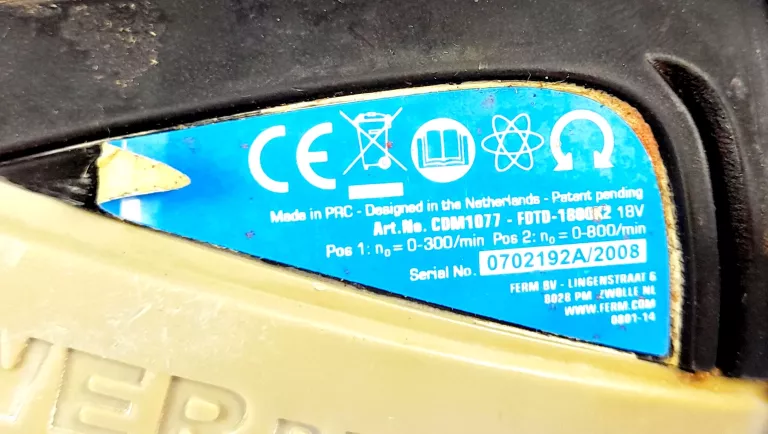 CE
Made in PRC - Designed in the Netherlands - Patent pending
Art.No. CDM1077 - FDTD-1800K2 18V
Pos 1: n₀ = 0-300/min Pos 2: n₀ = 0-800/min
Serial No. 0702192A/2008
FERM BV - LINGENSTRAAT 6
8028 PM ZWOLLE NL
WWW.FERM.COM
0801-14